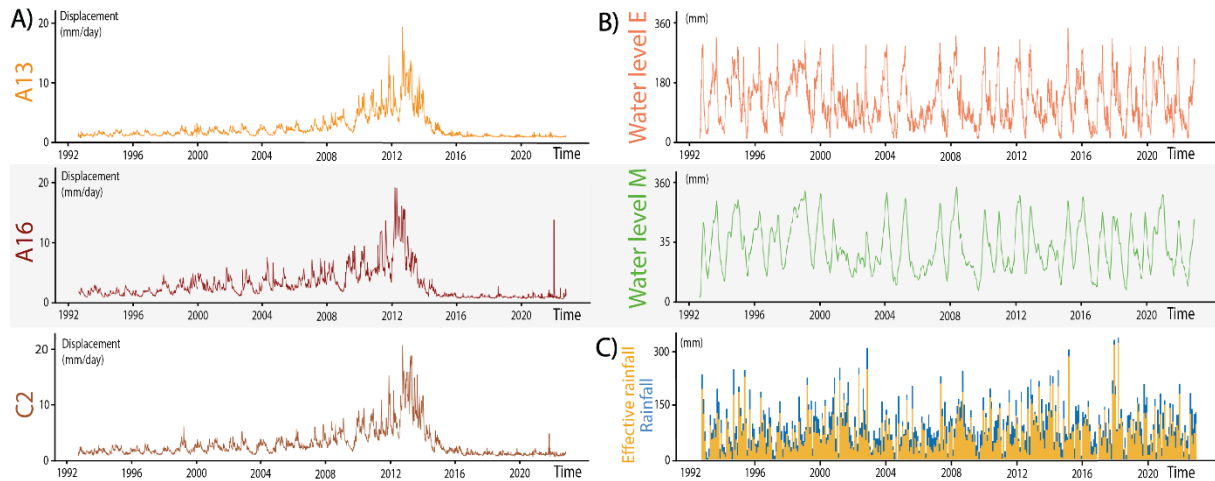 A)
Displacement
(mm/day)
A13
20
10
0
1992 1996 2000 2004 2008 2012 2016 2020 Time
Displacement
(mm/day)
A16
20
10
0
1992 1996 2000 2004 2008 2012 2016 2020 Time
Displacement
(mm/day)
C2
20
10
0
1992 1996 2000 2004 2008 2012 2016 2020 Time
B)
(mm)
Water level E
360
180
0
1992 1996 2000 2004 2008 2012 2016 2020 Time
(mm)
Water level M
360
35
0
1992 1996 2000 2004 2008 2012 2016 2020 Time
C)
(mm)
Effective rainfall
Rainfall
300
150
0
1992 1996 2000 2004 2008 2012 2016 2020 Time